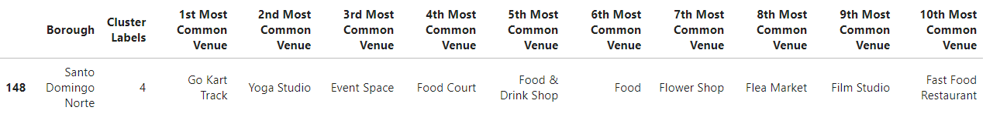 Borough Cluster Labels 1st Most Common Venue 2nd Most Common Venue 3rd Most Common Venue 4th Most Common Venue 5th Most Common Venue 6th Most Common Venue 7th Most Common Venue 8th Most Common Venue 9th Most Common Venue 10th Most Common Venue
148 Santo Domingo Norte 4 Go Kart Track Yoga Studio Event Space Food Court Food & Drink Shop Food Flower Shop Flea Market Film Studio Fast Food Restaurant